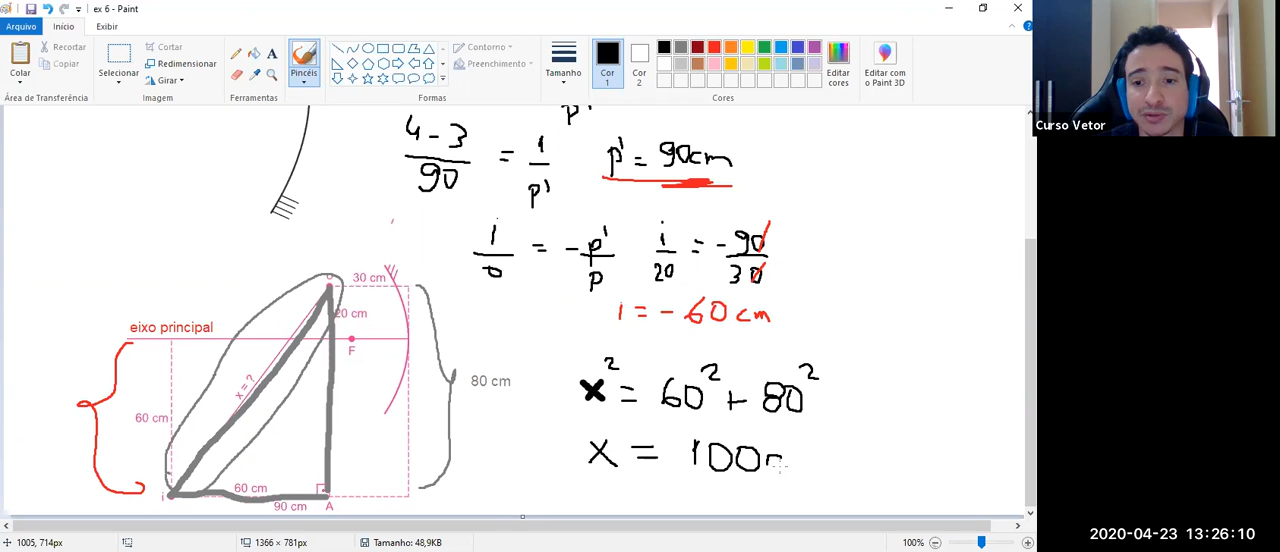 ex 6 - Paint
Arquivo Início Exibir
Colar
Recortar
Copiar
Área de Transferência
Selecionar
Cortar
Redimensionar
Girar
Imagem
A
Ferramentas
Pincéis
Contorno
Preenchimento
Formas
Tamanho
Cor 1
Cor 2
Editar cores
Cores
Editar com o Paint 3D
Curso Vetor
p'
4 - 3 / 90 = 1 / p'
p' = 90cm
i / o = - p' / p
i / 20 = - 90 / 30
i = - 60 cm
x² = 60² + 80²
x = 100
30 cm
20 cm
eixo principal
F
x = ?
80 cm
60 cm
60 cm
i
90 cm
A
1005, 714px
1366 × 781px
Tamanho: 48,9KB
100%
2020-04-23 13:26:10